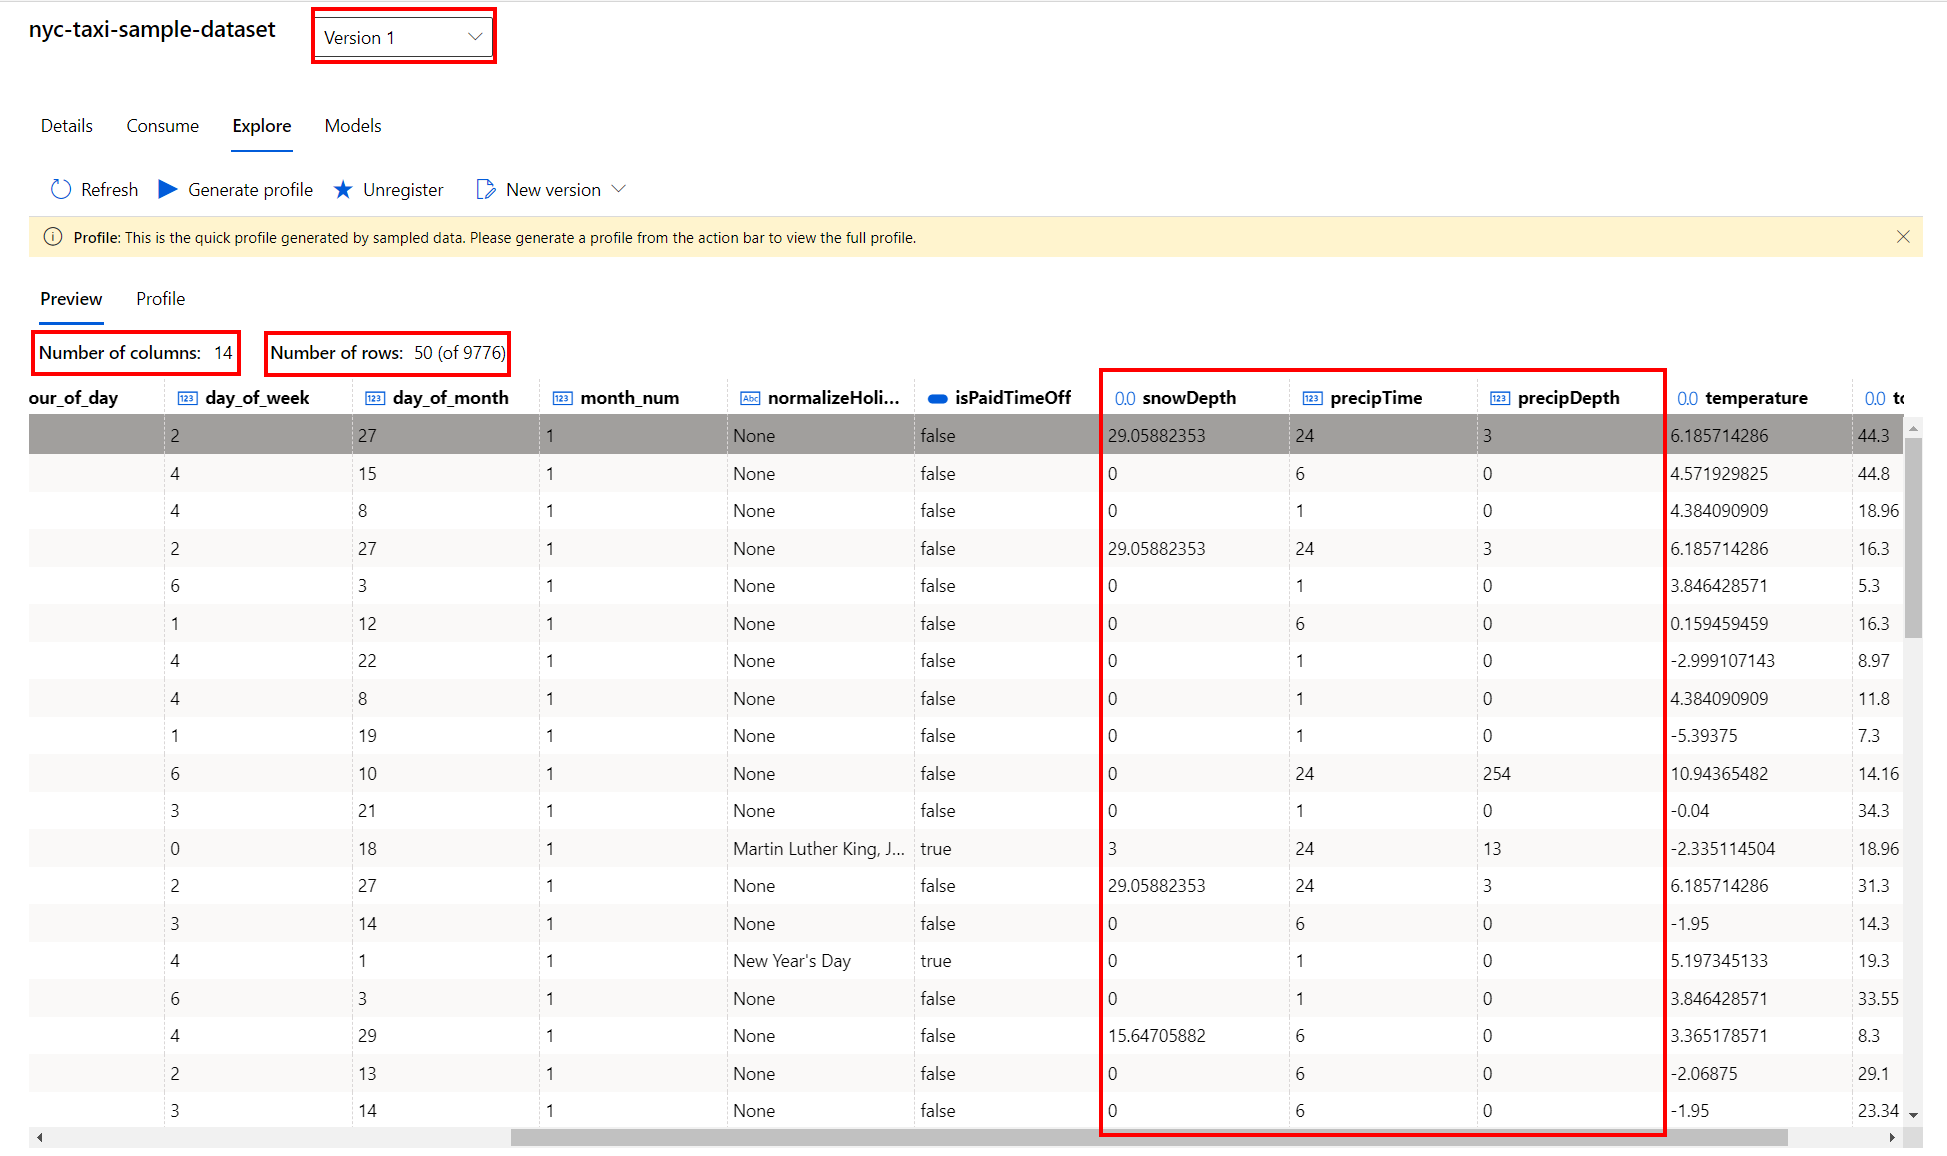 nyc-taxi-sample-dataset Version 1
Details Consume Explore Models
Refresh Generate profile Unregister New version
Profile: This is the quick profile generated by sampled data. Please generate a profile from the action bar to view the full profile.
Preview Profile
Number of columns: 14 Number of rows: 50 (of 9776)
our_of_day 123 day_of_week 123 day_of_month 123 month_num Abc normalizeHoli... isPaidTimeOff 0.0 snowDepth 123 precipTime 123 precipDepth 0.0 temperature 0.0 to
2 27 1 None false 29.05882353 24 3 6.185714286 44.3
4 15 1 None false 0 6 0 4.571929825 44.8
4 8 1 None false 0 1 0 4.384090909 18.96
2 27 1 None false 29.05882353 24 3 6.185714286 16.3
6 3 1 None false 0 1 0 3.846428571 5.3
1 12 1 None false 0 6 0 0.159459459 16.3
4 22 1 None false 0 1 0 -2.999107143 8.97
4 8 1 None false 0 1 0 4.384090909 11.8
1 19 1 None false 0 1 0 -5.39375 7.3
6 10 1 None false 0 24 254 10.94365482 14.16
3 21 1 None false 0 1 0 -0.04 34.3
0 18 1 Martin Luther King, J... true 3 24 13 -2.335114504 18.96
2 27 1 None false 29.05882353 24 3 6.185714286 31.3
3 14 1 None false 0 6 0 -1.95 14.3
4 1 1 New Year's Day true 0 1 0 5.197345133 19.3
6 3 1 None false 0 1 0 3.846428571 33.55
4 29 1 None false 15.64705882 6 0 3.365178571 8.3
2 13 1 None false 0 6 0 -2.06875 29.1
3 14 1 None false 0 6 0 -1.95 23.34